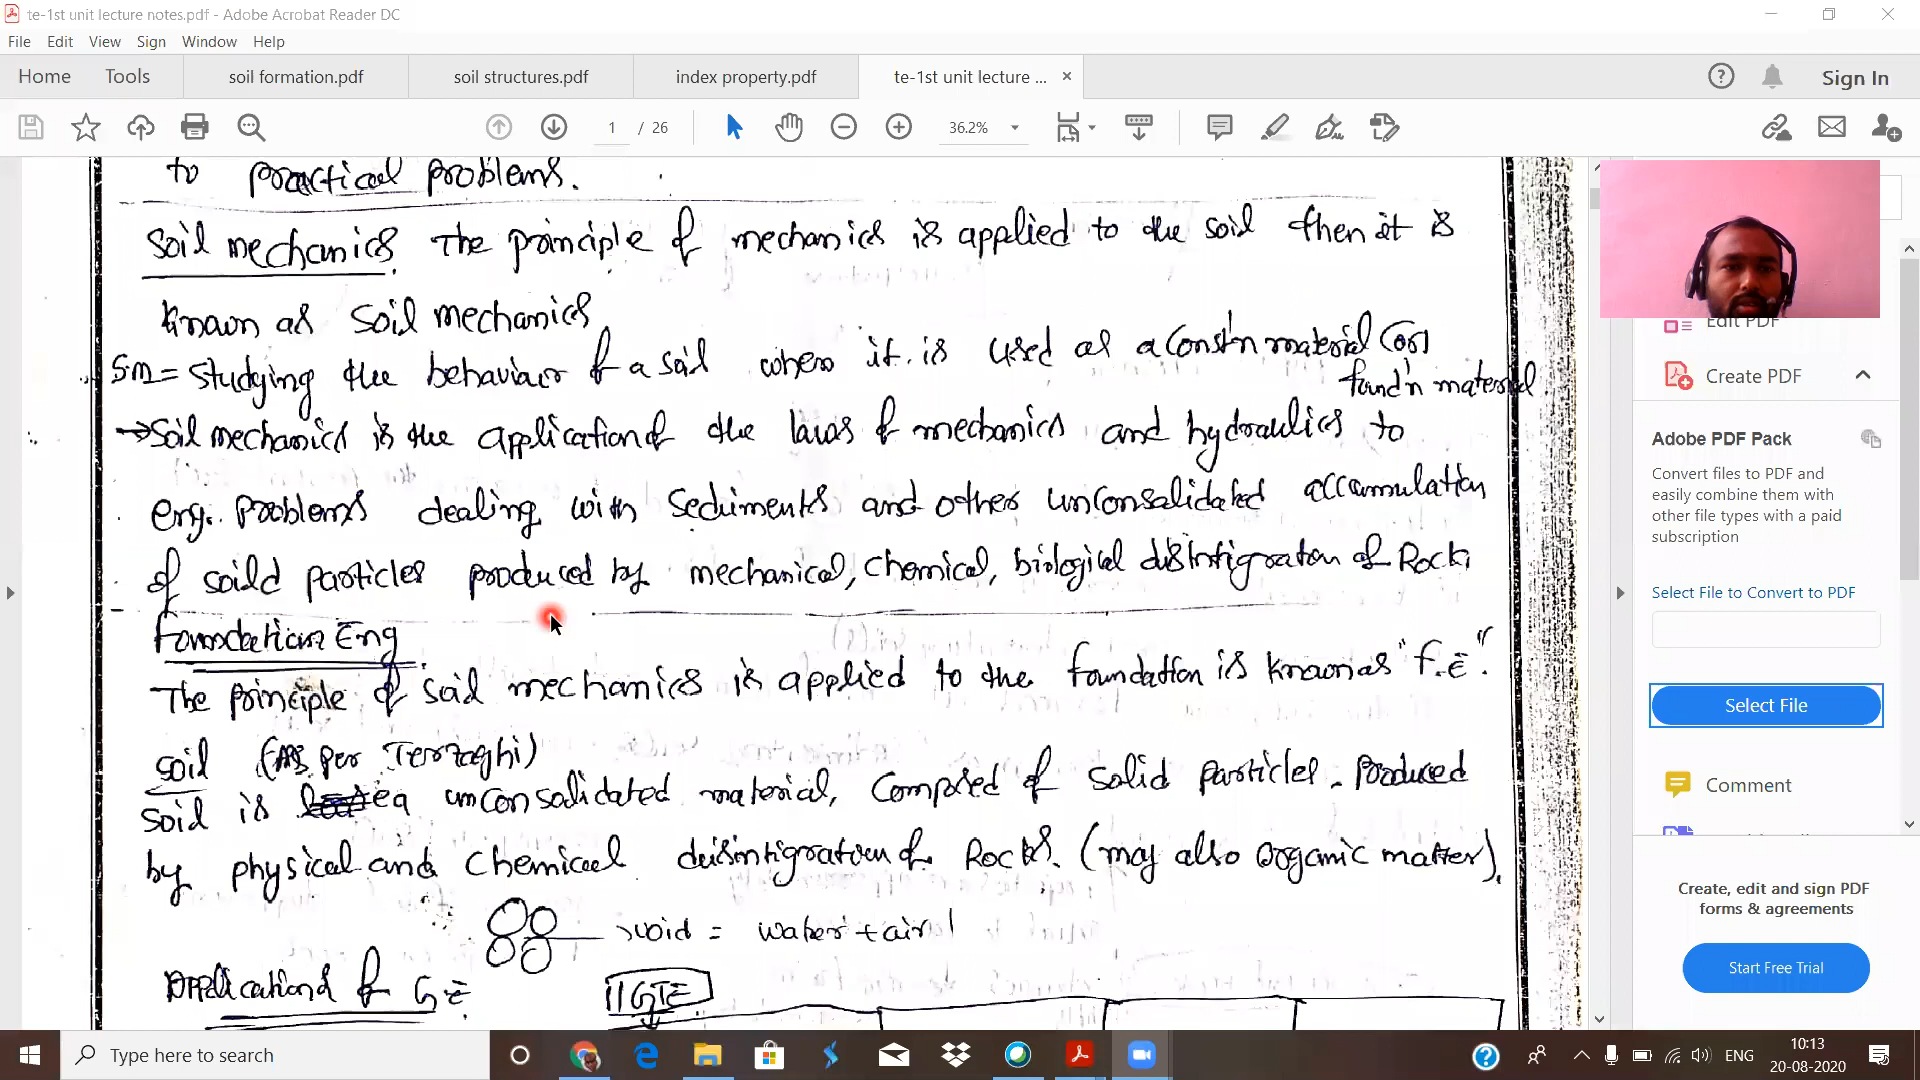 te-1st unit lecture notes.pdf - Adobe Acrobat Reader DC
File Edit View Sign Window Help
Home Tools soil formation.pdf soil structures.pdf index property.pdf te-1st unit lecture ... × Sign In
1 / 26 36.2%
to practical problems.
Soil mechanics. The principle of mechanics is applied to the soil then it is
known as soil mechanics
SM = studying the behaviour of a soil when it is used as a constn material (or)
foundn material.
→ Soil mechanics is the application of the laws of mechanics and hydraulics to
eng. problems dealing with sediments and other unconsolidated accumulation
of soild particles produced by mechanical, chemical, biological disintigration of Rock.
Foundation Eng
The principle of soil mechanics is applied to the foundation is known as "F.E".
soil (As per Terzaghi)
soil is a unconsolidated material, composed of solid particles. produced
by physical and chemical disintigration of Rocks. (may also organic matter).
void = water + air
Applications of G.E
GTE
Edit PDF
Create PDF
Adobe PDF Pack
Convert files to PDF and
easily combine them with
other file types with a paid
subscription
Select File to Convert to PDF
Select File
Comment
Create, edit and sign PDF
forms & agreements
Start Free Trial
Type here to search
ENG
10:13
20-08-2020